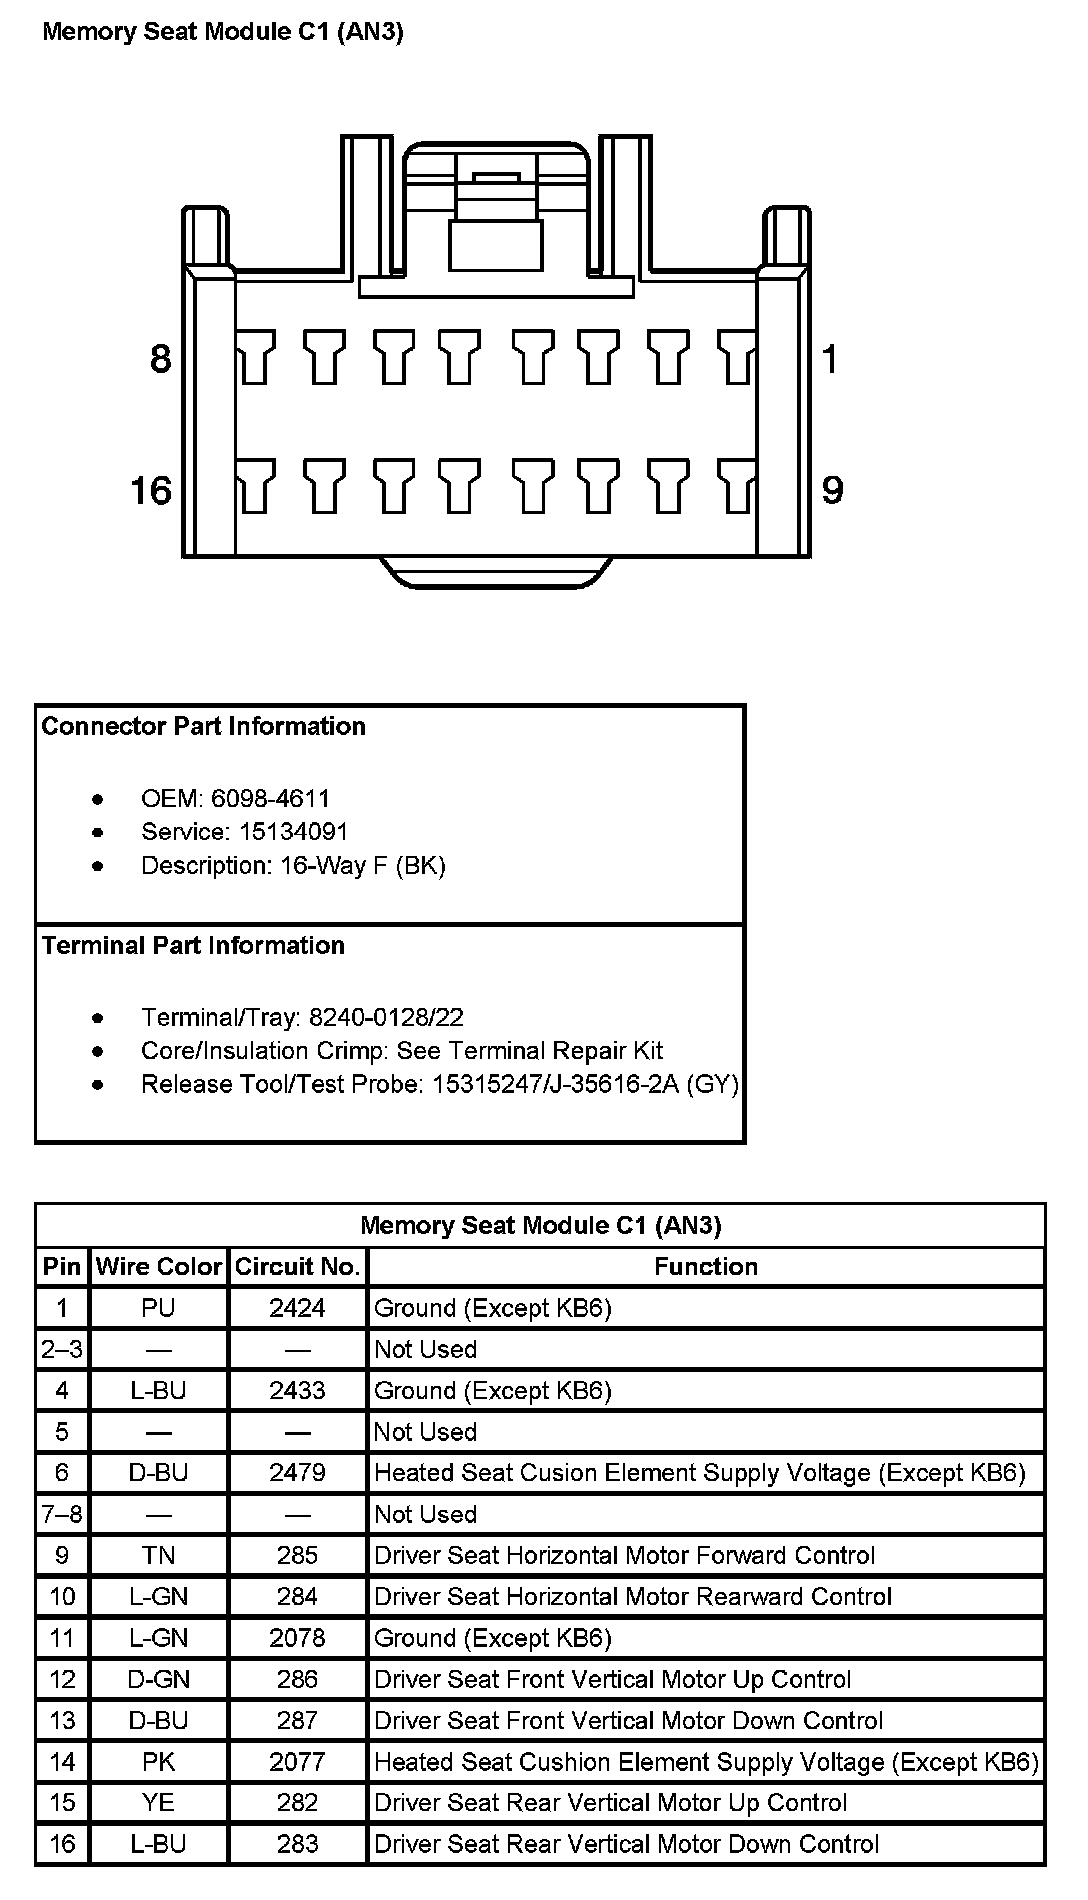 Memory Seat Module C1 (AN3)
8 1
16 9
Connector Part Information
● OEM: 6098-4611
● Service: 15134091
● Description: 16-Way F (BK)
Terminal Part Information
● Terminal/Tray: 8240-0128/22
● Core/Insulation Crimp: See Terminal Repair Kit
● Release Tool/Test Probe: 15315247/J-35616-2A (GY)
Memory Seat Module C1 (AN3)
Pin Wire Color Circuit No. Function
1 PU 2424 Ground (Except KB6)
2–3 — — Not Used
4 L-BU 2433 Ground (Except KB6)
5 — — Not Used
6 D-BU 2479 Heated Seat Cusion Element Supply Voltage (Except KB6)
7–8 — — Not Used
9 TN 285 Driver Seat Horizontal Motor Forward Control
10 L-GN 284 Driver Seat Horizontal Motor Rearward Control
11 L-GN 2078 Ground (Except KB6)
12 D-GN 286 Driver Seat Front Vertical Motor Up Control
13 D-BU 287 Driver Seat Front Vertical Motor Down Control
14 PK 2077 Heated Seat Cushion Element Supply Voltage (Except KB6)
15 YE 282 Driver Seat Rear Vertical Motor Up Control
16 L-BU 283 Driver Seat Rear Vertical Motor Down Control